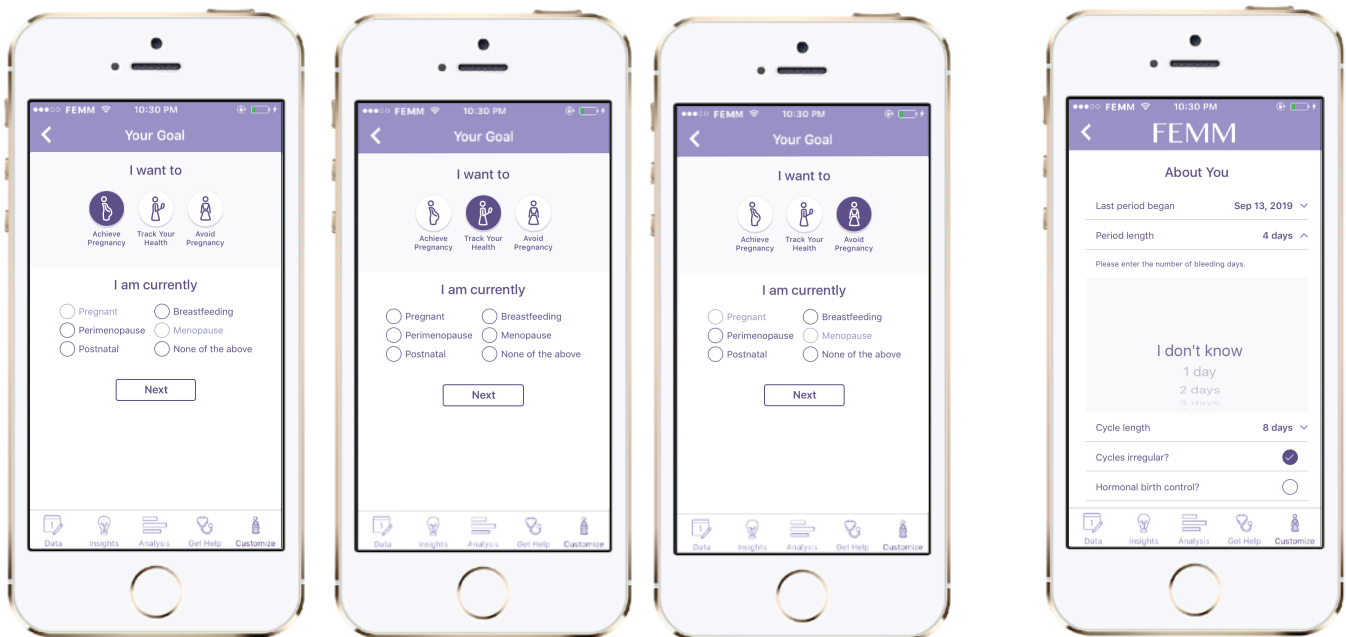 FEMM 10:30 PM
Your Goal
I want to
Achieve Pregnancy
Track Your Health
Avoid Pregnancy
I am currently
Pregnant Breastfeeding
Perimenopause Menopause
Postnatal None of the above
Next
1
Data Insights Analysis Get Help Customize
FEMM 10:30 PM
Your Goal
I want to
Achieve Pregnancy
Track Your Health
Avoid Pregnancy
I am currently
Pregnant Breastfeeding
Perimenopause Menopause
Postnatal None of the above
Next
1
Data Insights Analysis Get Help Customize
FEMM 10:30 PM
Your Goal
I want to
Achieve Pregnancy
Track Your Health
Avoid Pregnancy
I am currently
Pregnant Breastfeeding
Perimenopause Menopause
Postnatal None of the above
Next
1
Data Insights Analysis Get Help Customize
FEMM 10:30 PM
FEMM
About You
Last period began Sep 13, 2019
Period length 4 days
Please enter the number of bleeding days.
I don't know
1 day
2 days
3 days
Cycle length 8 days
Cycles irregular?
Hormonal birth control?
1
Data Insights Analysis Get Help Customize